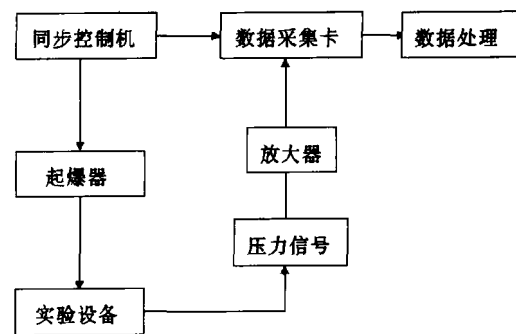 同步控制机
数据采集卡
数据处理
放大器
起爆器
压力信号
实验设备